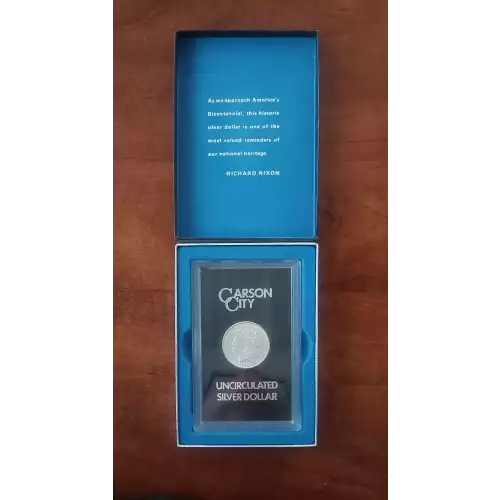 As we approach America's
Bicentennial, this historic
silver dollar is one of the
most valued reminders of
our national heritage.
RICHARD NIXON
CARSON
CITY
UNCIRCULATED
SILVER DOLLAR